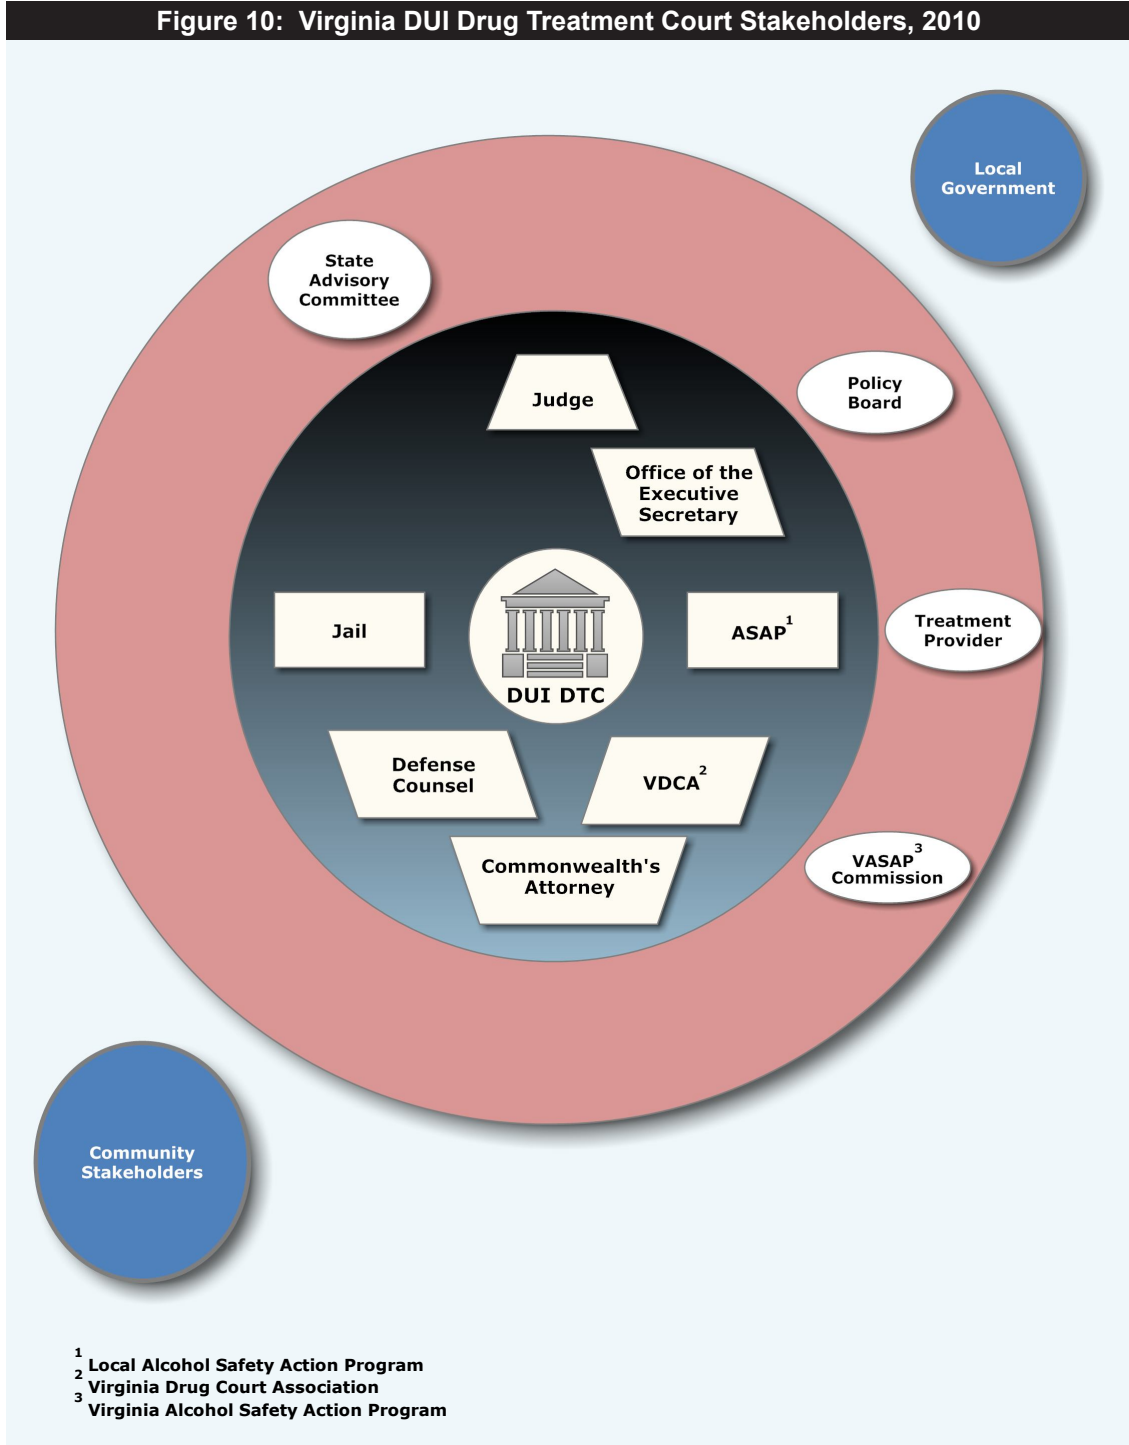 Figure 10: Virginia DUI Drug Treatment Court Stakeholders, 2010
Local
Government
State
Advisory
Committee
Policy
Board
Judge
Office of the
Executive
Secretary
Jail
DUI DTC
ASAP1
Treatment
Provider
Defense
Counsel
VDCA2
Commonwealth's
Attorney
VASAP3
Commission
Community
Stakeholders
1 Local Alcohol Safety Action Program
2 Virginia Drug Court Association
3 Virginia Alcohol Safety Action Program